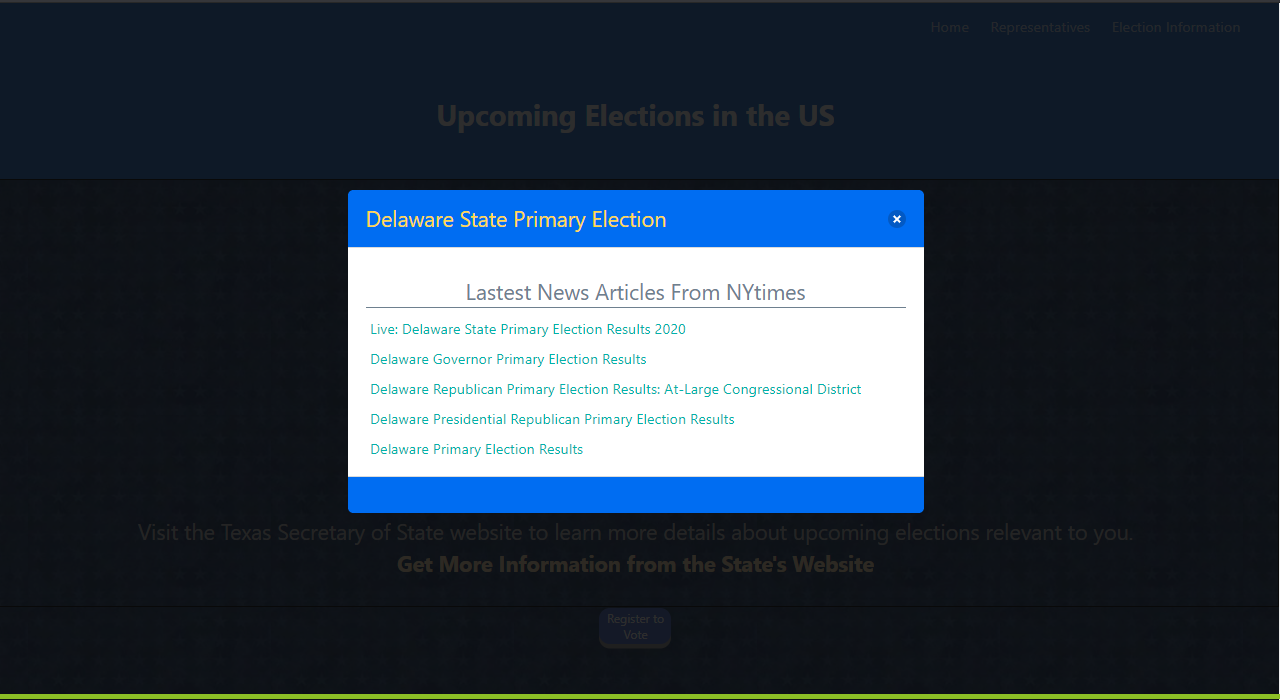 Home Representatives Election Information
Upcoming Elections in the US
Delaware State Primary Election
Lastest News Articles From NYtimes
Live: Delaware State Primary Election Results 2020
Delaware Governor Primary Election Results
Delaware Republican Primary Election Results: At-Large Congressional District
Delaware Presidential Republican Primary Election Results
Delaware Primary Election Results
Visit the Texas Secretary of State website to learn more details about upcoming elections relevant to you.
Get More Information from the State's Website
Register to
Vote